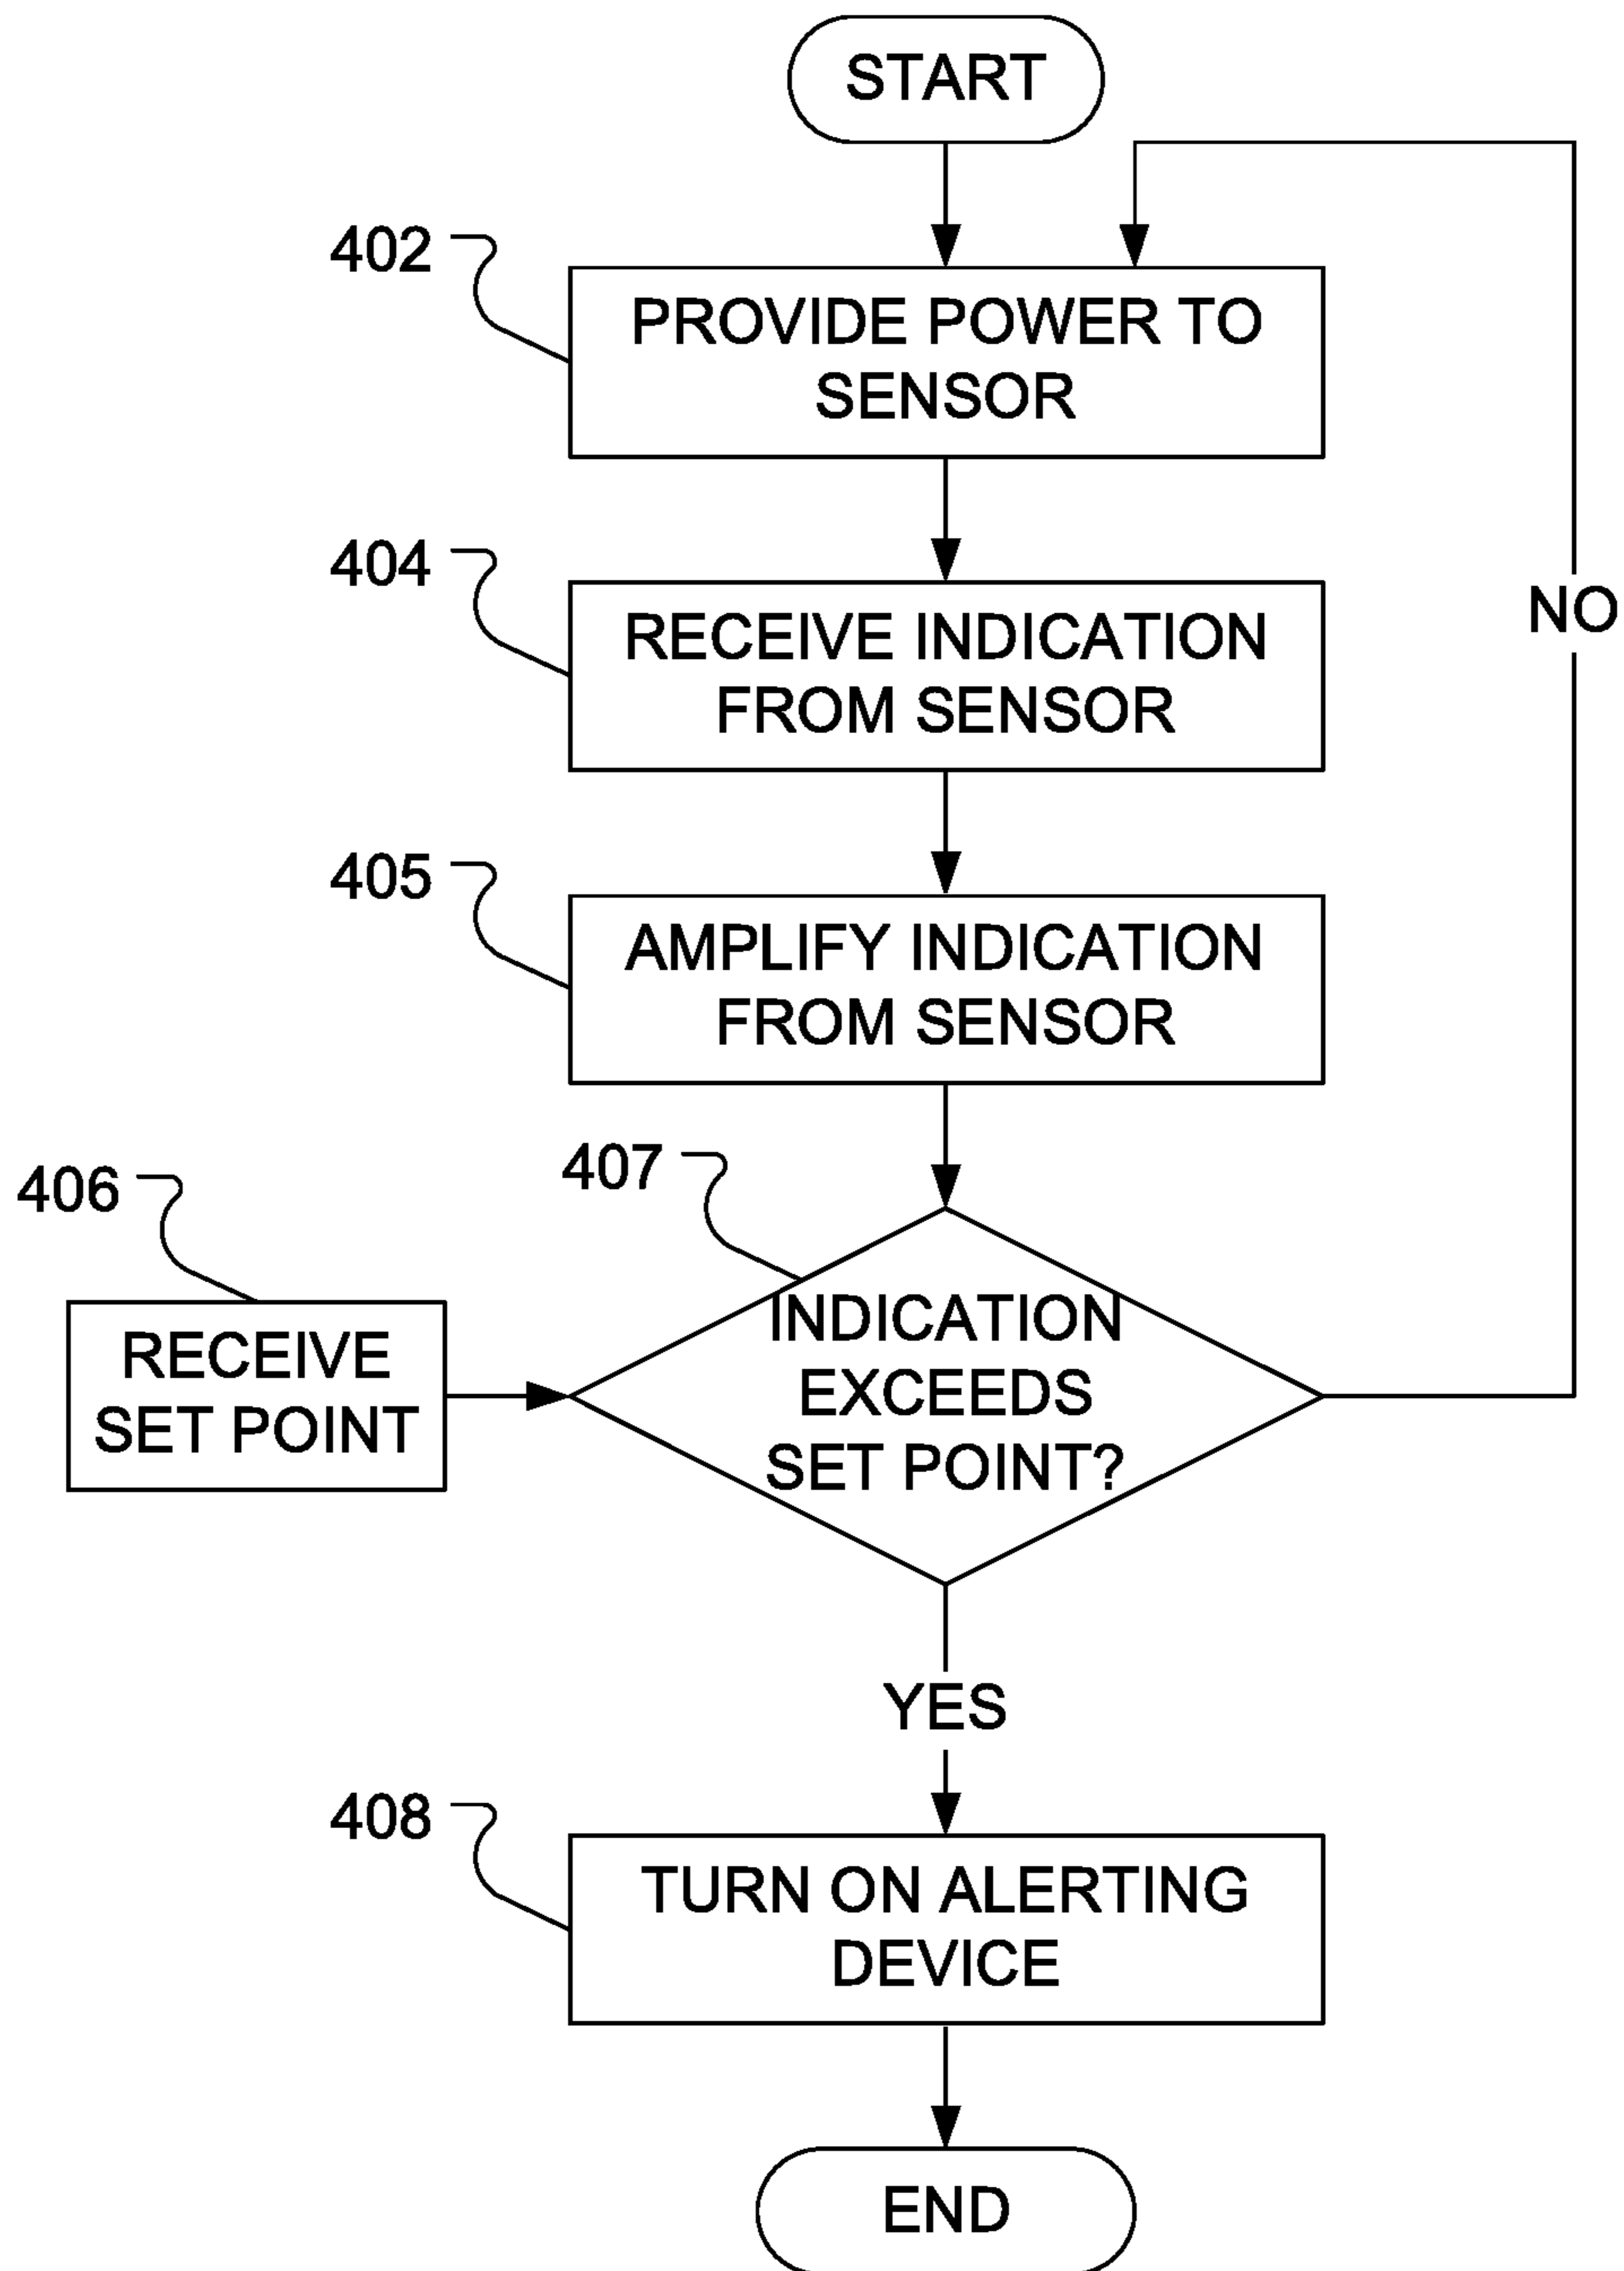 START
402
PROVIDE POWER TO
SENSOR
404
RECEIVE INDICATION
FROM SENSOR
NO
405
AMPLIFY INDICATION
FROM SENSOR
406
407
RECEIVE
SET POINT
INDICATION
EXCEEDS
SET POINT?
YES
408
TURN ON ALERTING
DEVICE
END